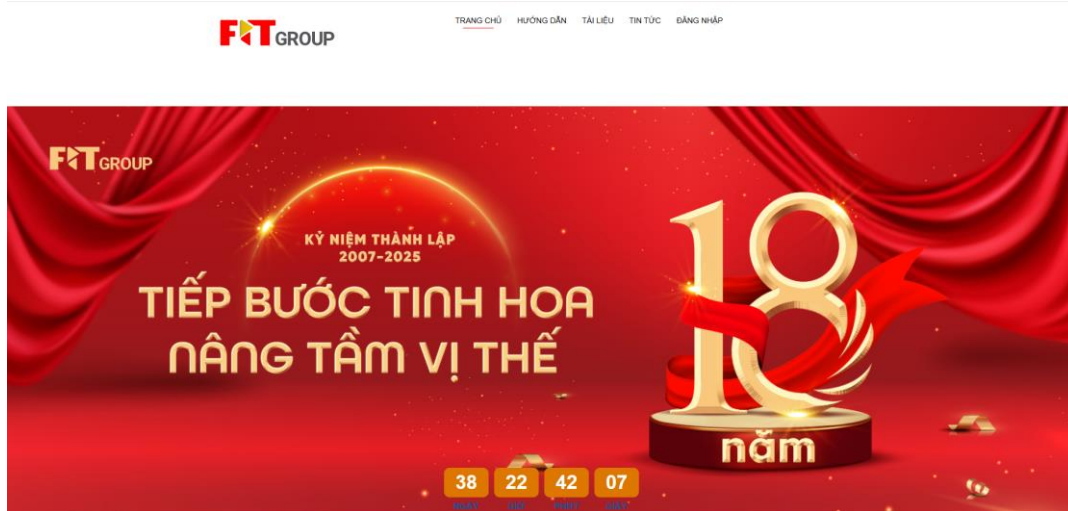 FIT GROUP
TRANG CHỦ HƯỚNG DẪN TÀI LIỆU TIN TỨC ĐĂNG NHẬP
FIT GROUP
KỶ NIỆM THÀNH LẬP
2007-2025
TIẾP BƯỚC TINH HOA
NÂNG TẦM VỊ THẾ
18
năm
38 22 42 07